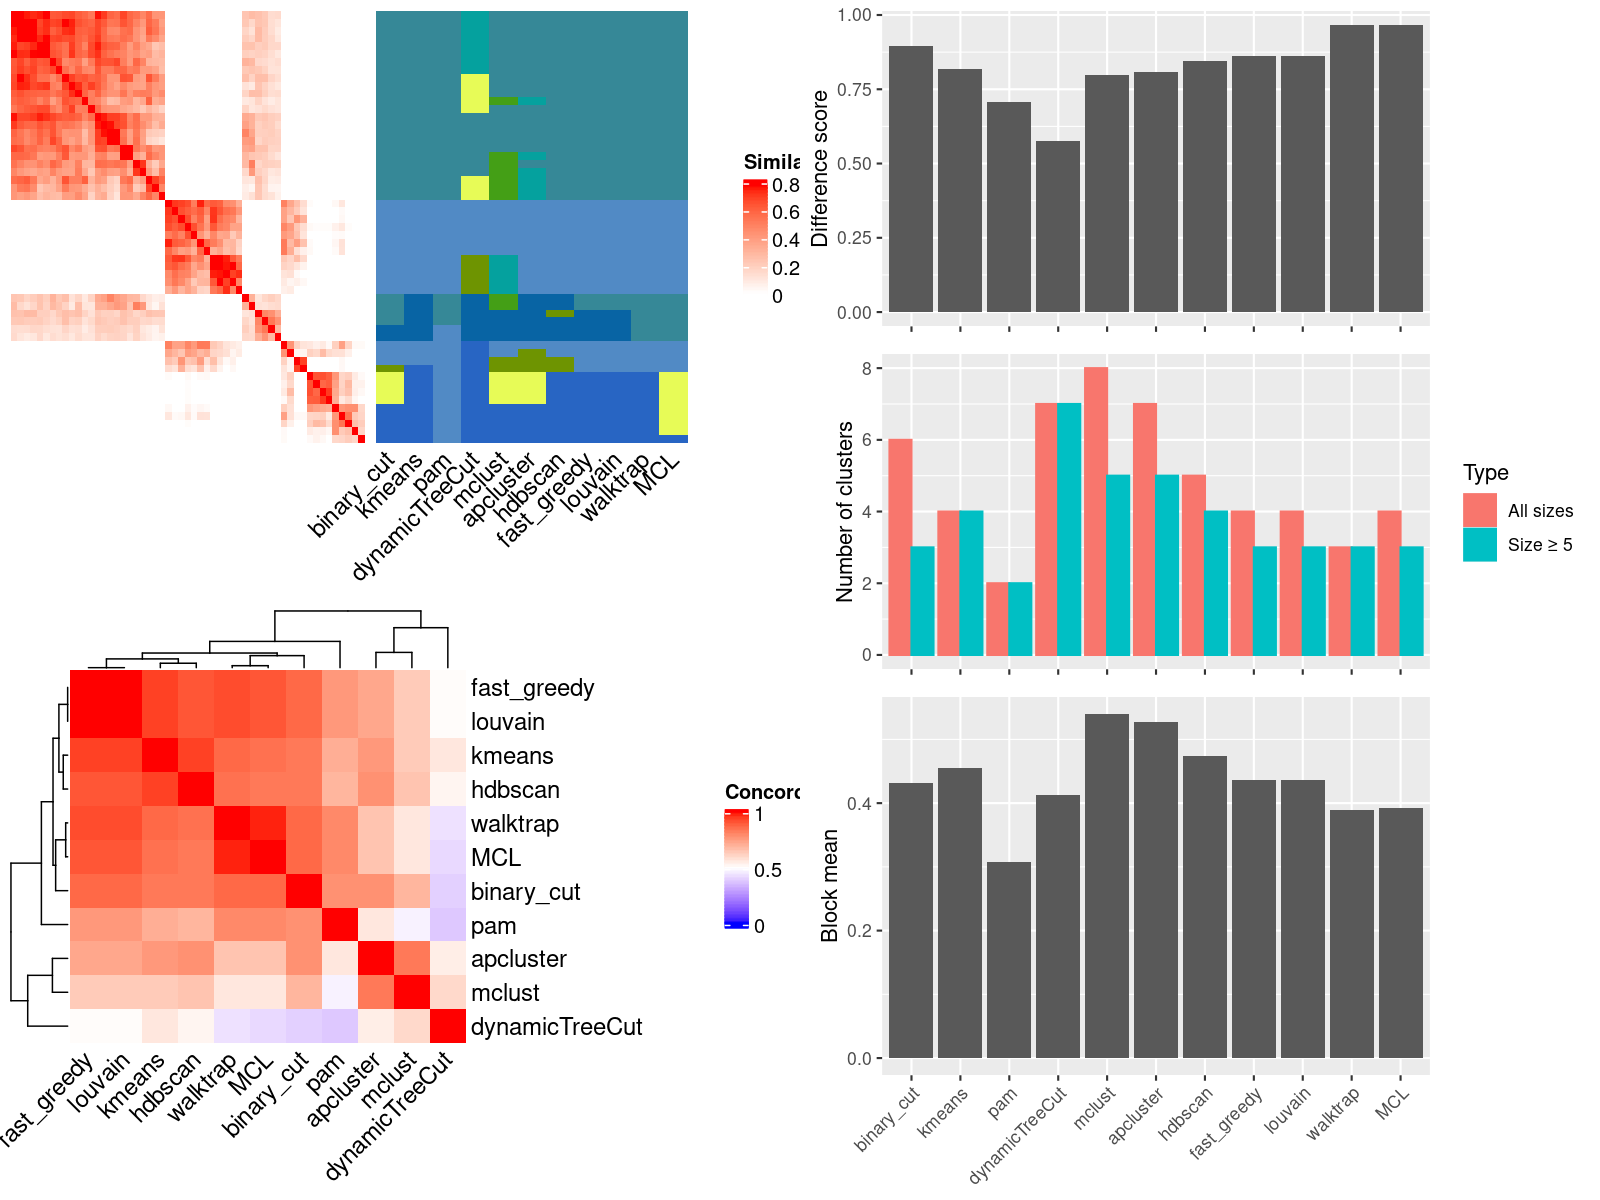 Simila
0.8
0.6
0.4
0.2
0
binary_cut
kmeans
pam
dynamicTreeCut
mclust
apcluster
hdbscan
fast_greedy
louvain
walktrap
MCL
fast_greedy
louvain
kmeans
hdbscan
walktrap
MCL
binary_cut
pam
apcluster
mclust
dynamicTreeCut
fast_greedy
louvain
kmeans
hdbscan
walktrap
MCL
binary_cut
pam
apcluster
mclust
dynamicTreeCut
Concord
1
0.5
0
Difference score
1.00
0.75
0.50
0.25
0.00
Number of clusters
8
6
4
2
0
Type
All sizes
Size ≥ 5
Block mean
0.4
0.2
0.0
binary_cut
kmeans
pam
dynamicTreeCut
mclust
apcluster
hdbscan
fast_greedy
louvain
walktrap
MCL